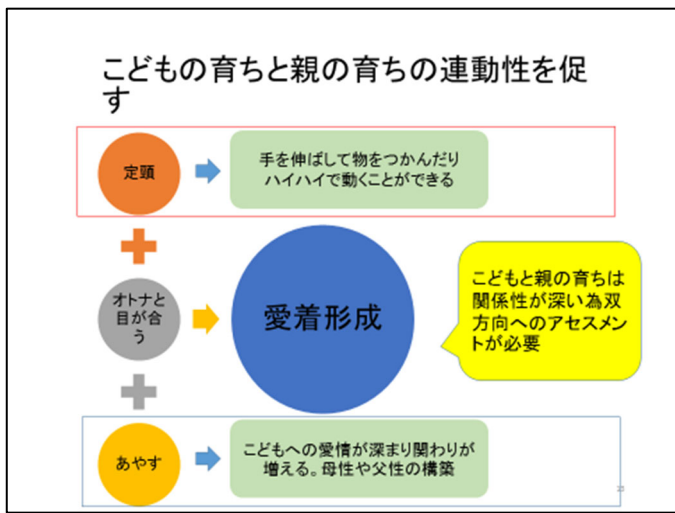 こどもの育ちと親の育ちの連動性を促
す
定頸
手を伸ばして物をつかんだり
ハイハイで動くことができる
オトナと
目が合
う
愛着形成
こどもと親の育ちは
関係性が深い為双
方向へのアセスメン
トが必要
あやす
こどもへの愛情が深まり関わりが
増える。母性や父性の構築